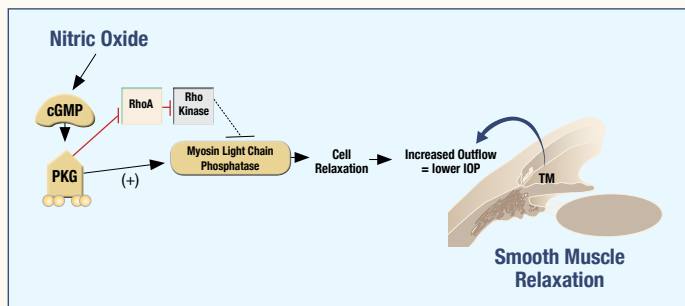 Nitric Oxide
cGMP
PKG
RhoA
Rho
Kinase
(+)
Myosin Light Chain
Phosphatase
Cell
Relaxation
Increased Outflow
= lower IOP
TM
Smooth Muscle
Relaxation